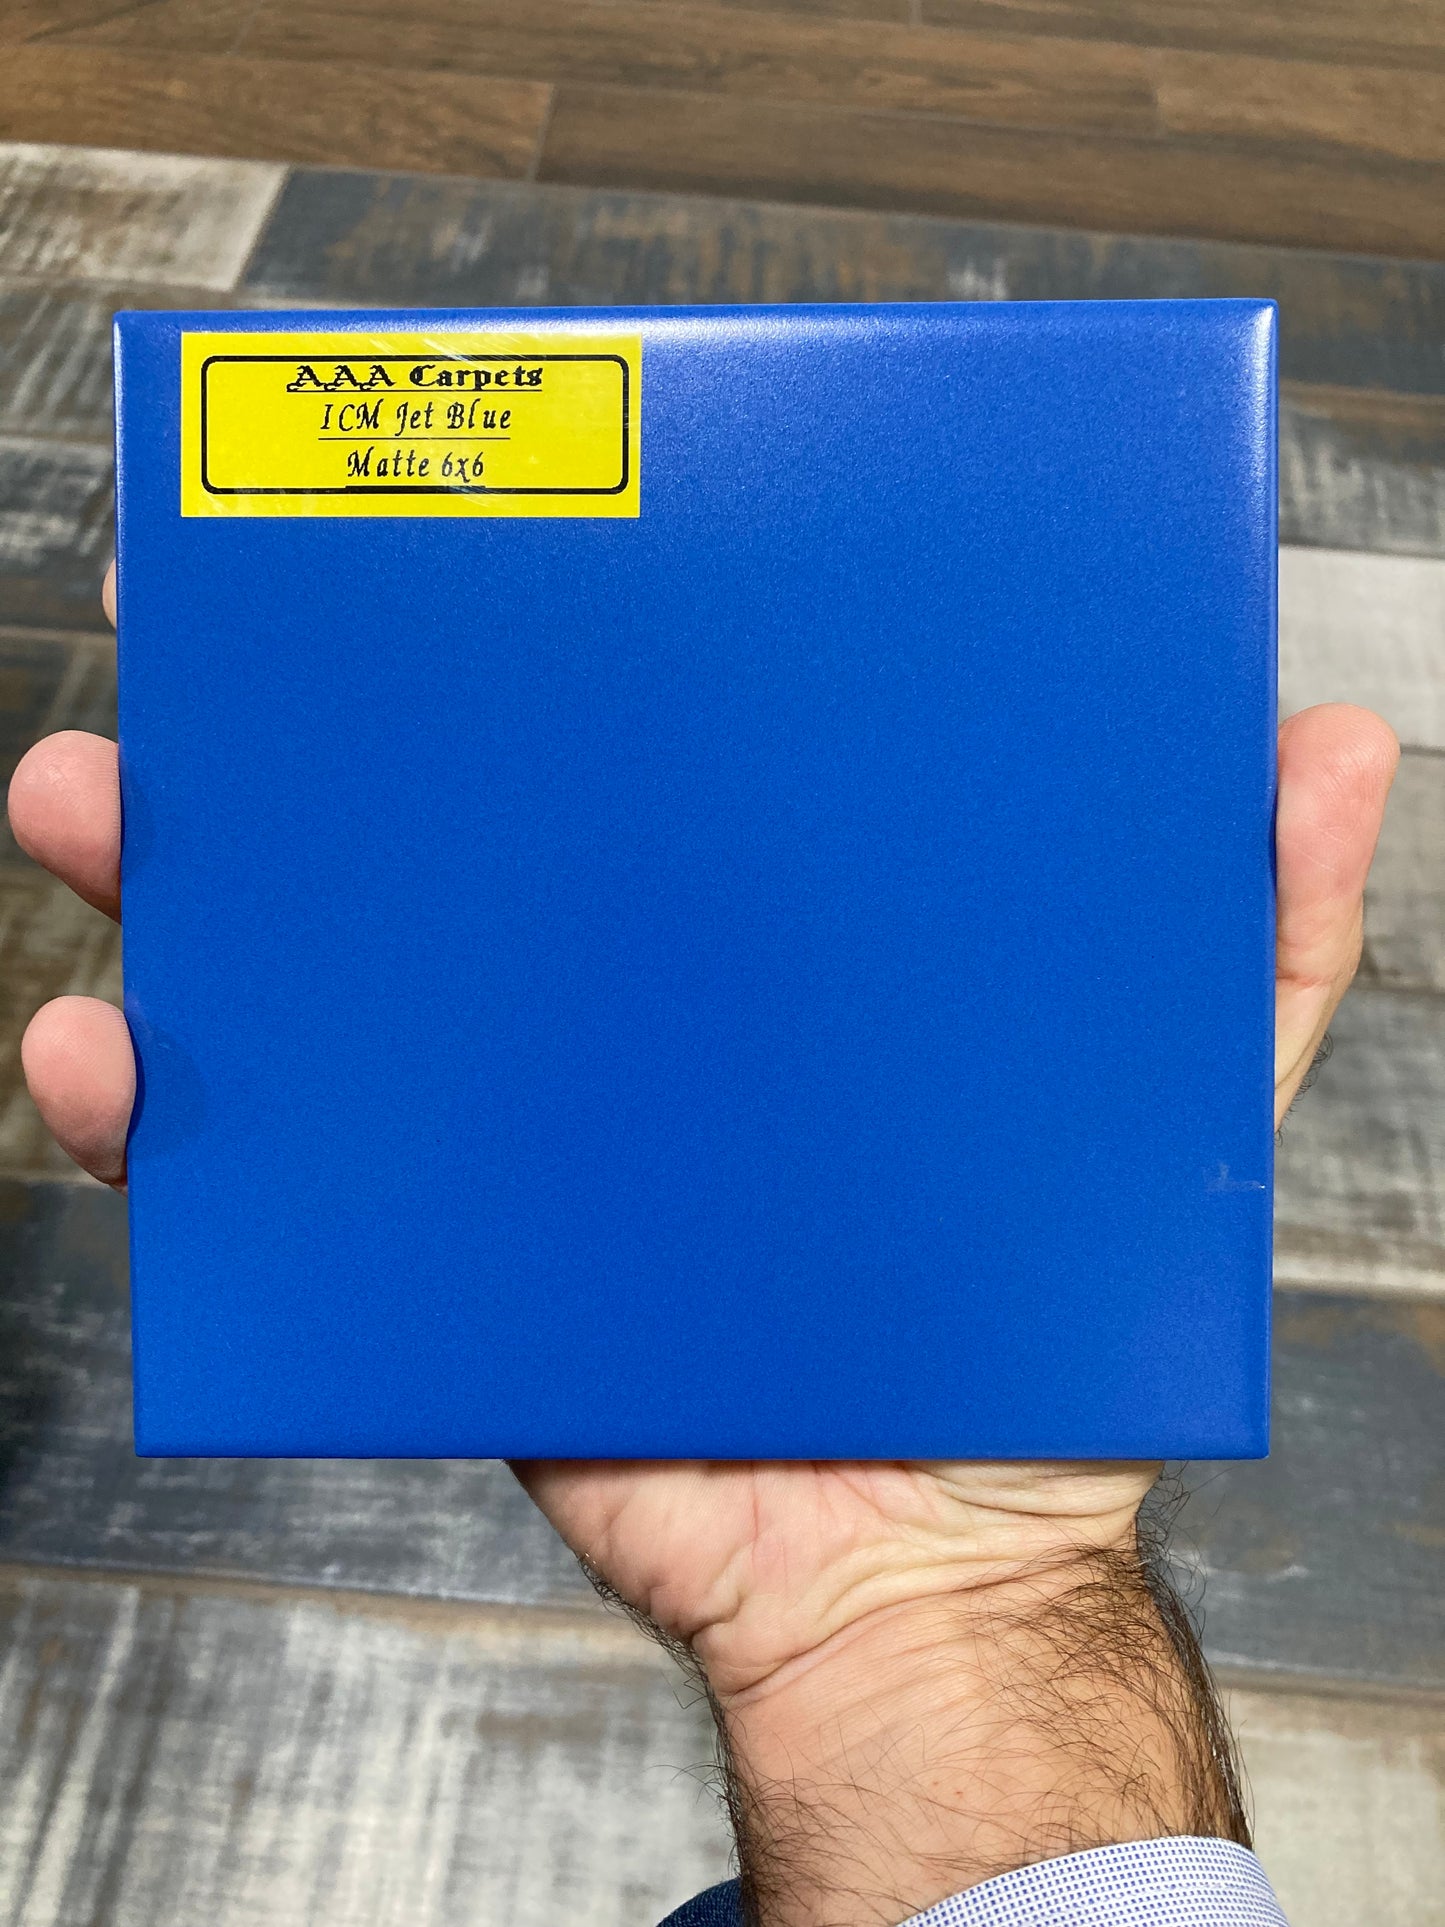 AAA Carpets
ICM Jet Blue
Matte 6x6